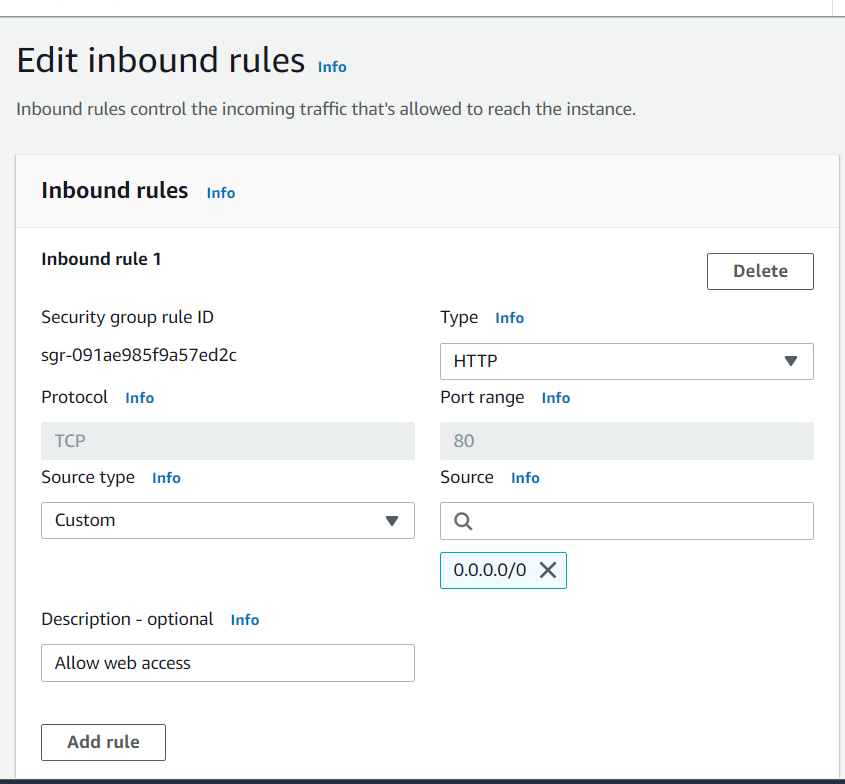 Edit inbound rules Info
Inbound rules control the incoming traffic that's allowed to reach the instance.
Inbound rules Info
Inbound rule 1
Delete
Security group rule ID
sgr-091ae985f9a57ed2c
Type Info
HTTP
Protocol Info
TCP
Port range Info
80
Source type Info
Custom
Source Info
0.0.0.0/0
Description - optional Info
Allow web access
Add rule